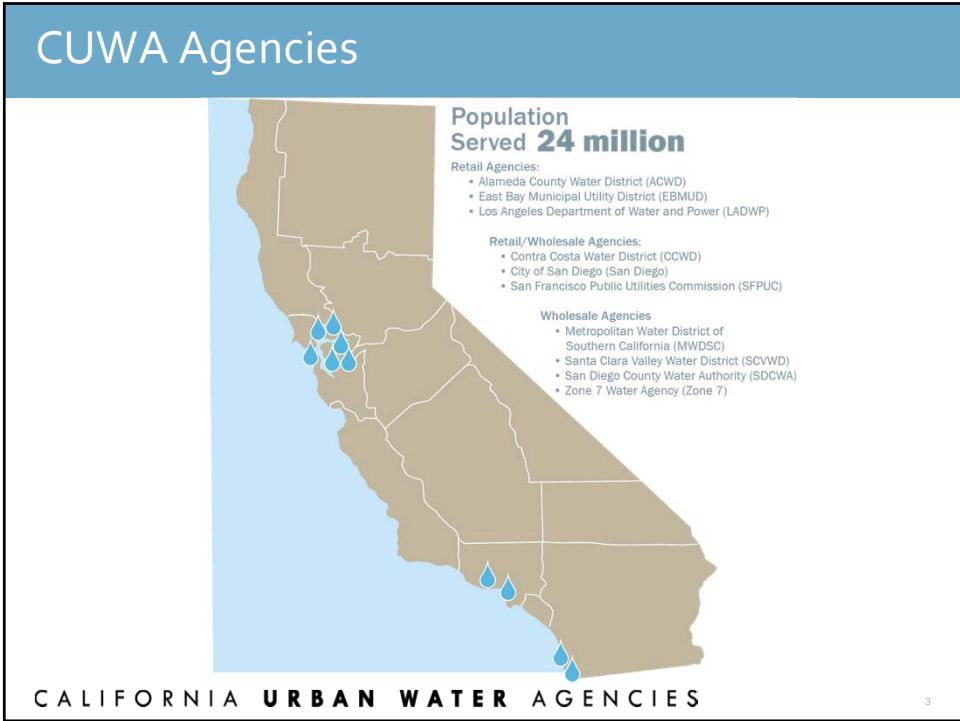 CUWA Agencies
Population
Served 24 million
Retail Agencies:
• Alameda County Water District (ACWD)
• East Bay Municipal Utility District (EBMUD)
• Los Angeles Department of Water and Power (LADWP)
Retail/Wholesale Agencies:
• Contra Costa Water District (CCWD)
• City of San Diego (San Diego)
• San Francisco Public Utilities Commission (SFPUC)
Wholesale Agencies
• Metropolitan Water District of
Southern California (MWDSC)
• Santa Clara Valley Water District (SCVWD)
• San Diego County Water Authority (SDCWA)
• Zone 7 Water Agency (Zone 7)
CALIFORNIA URBAN WATER AGENCIES
3